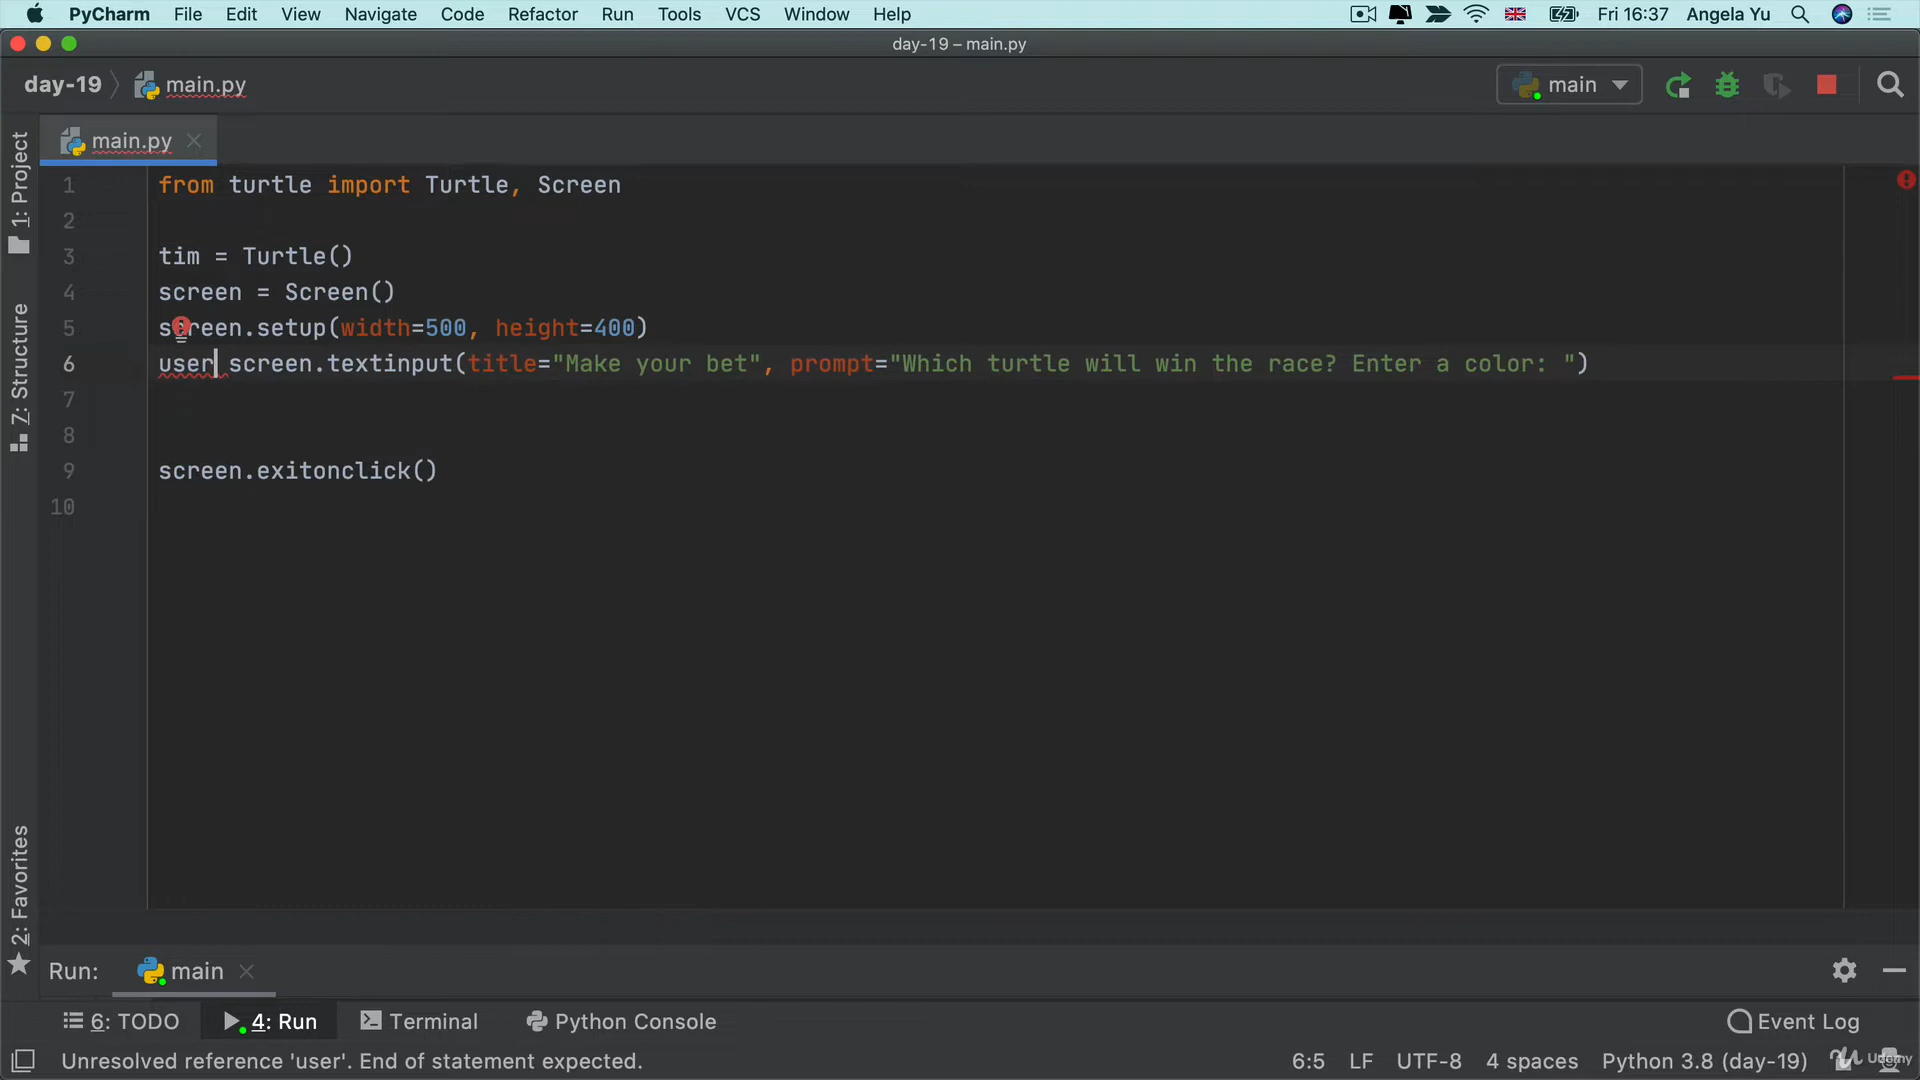 PyCharm File Edit View Navigate Code Refactor Run Tools VCS Window Help Fri 16:37 Angela Yu
day-19 – main.py
day-19 main.py main
main.py
1: Project
7: Structure
2: Favorites
1 from turtle import Turtle, Screen
2
3 tim = Turtle()
4 screen = Screen()
5 screen.setup(width=500, height=400)
6 user screen.textinput(title="Make your bet", prompt="Which turtle will win the race? Enter a color: ")
7
8
9 screen.exitonclick()
10
Run: main
6: TODO 4: Run Terminal Python Console Event Log
Unresolved reference 'user'. End of statement expected. 6:5 LF UTF-8 4 spaces Python 3.8 (day-19) Udemy